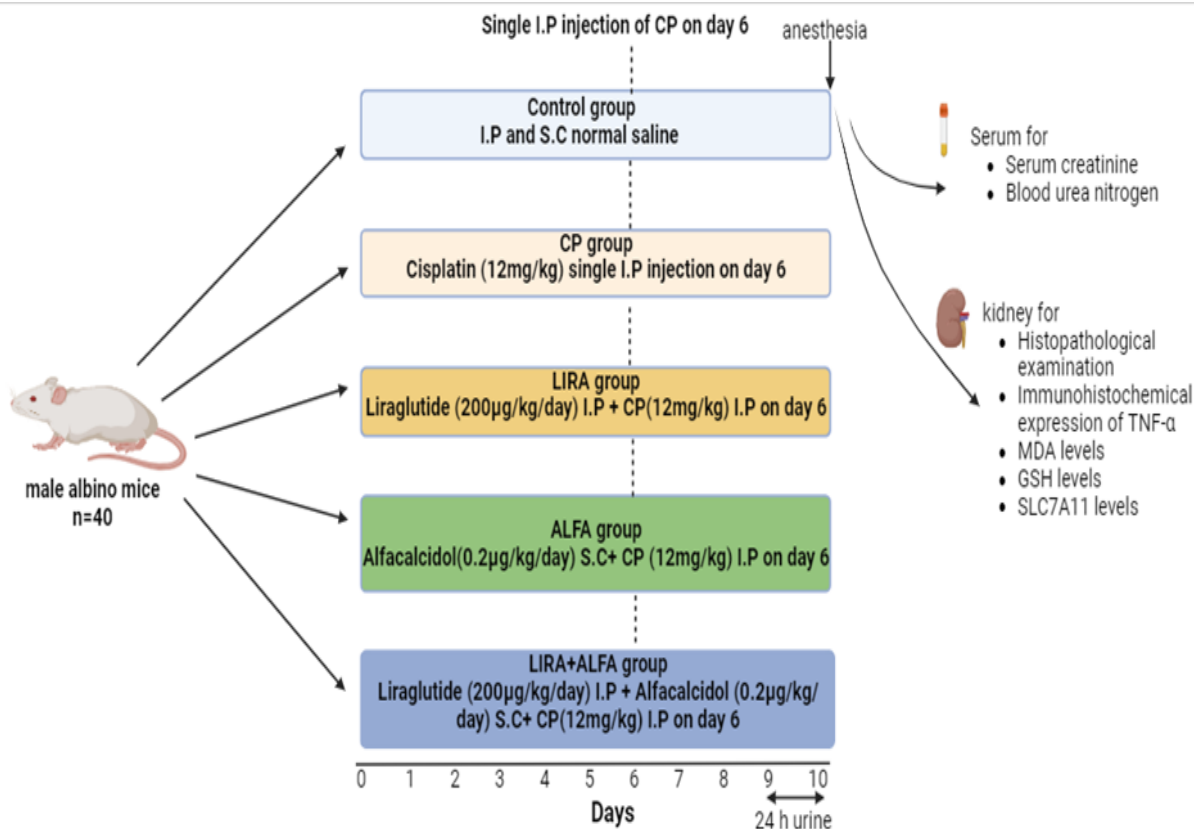 Single I.P injection of CP on day 6
anesthesia
Control group
I.P and S.C normal saline
CP group
Cisplatin (12mg/kg) single I.P injection on day 6
LIRA group
Liraglutide (200µg/kg/day) I.P + CP(12mg/kg) I.P on day 6
ALFA group
Alfacalcidol(0.2µg/kg/day) S.C+ CP (12mg/kg) I.P on day 6
LIRA+ALFA group
Liraglutide (200µg/kg/day) I.P + Alfacalcidol (0.2µg/kg/
day) S.C+ CP(12mg/kg) I.P on day 6
male albino mice
n=40
Serum for
• Serum creatinine
• Blood urea nitrogen
kidney for
• Histopathological
examination
• Immunohistochemical
expression of TNF-α
• MDA levels
• GSH levels
• SLC7A11 levels
0 1 2 3 4 5 6 7 8 9 10
Days
24 h urine